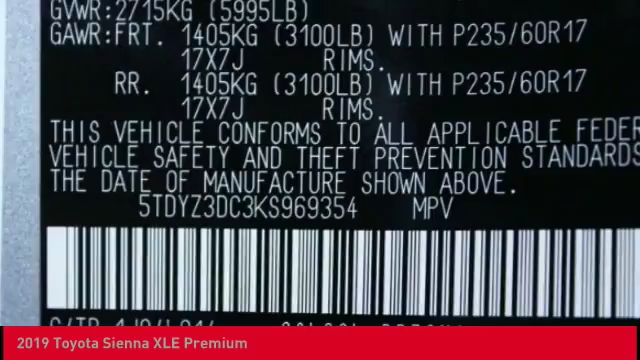 GVWR:2715KG (5995LB)
GAWR:FRT. 1405KG (3100LB) WITH P235/60R17
17X7J RIMS.
RR. 1405KG (3100LB) WITH P235/60R17
17X7J RIMS.
THIS VEHICLE CONFORMS TO ALL APPLICABLE FEDER
VEHICLE SAFETY AND THEFT PREVENTION STANDARDS
THE DATE OF MANUFACTURE SHOWN ABOVE.
5TDYZ3DC3KS969354 MPV
2019 Toyota Sienna XLE Premium